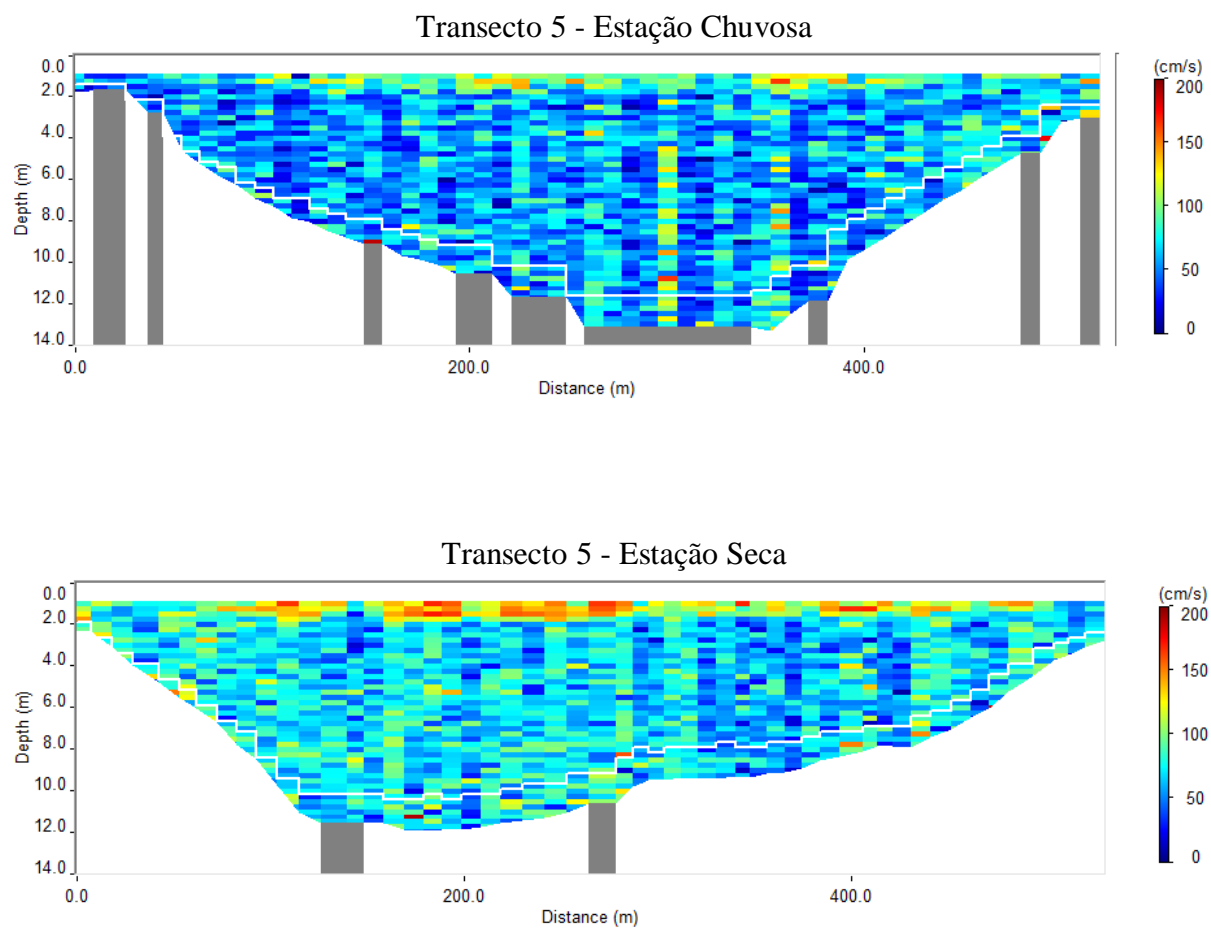 Transecto 5 - Estação Chuvosa
(cm/s)
200
150
100
50
0
Depth (m)
0.0
2.0
4.0
6.0
8.0
10.0
12.0
14.0
0.0 200.0 400.0
Distance (m)
Transecto 5 - Estação Seca
(cm/s)
200
150
100
50
0
Depth (m)
0.0
2.0
4.0
6.0
8.0
10.0
12.0
14.0
0.0 200.0 400.0
Distance (m)